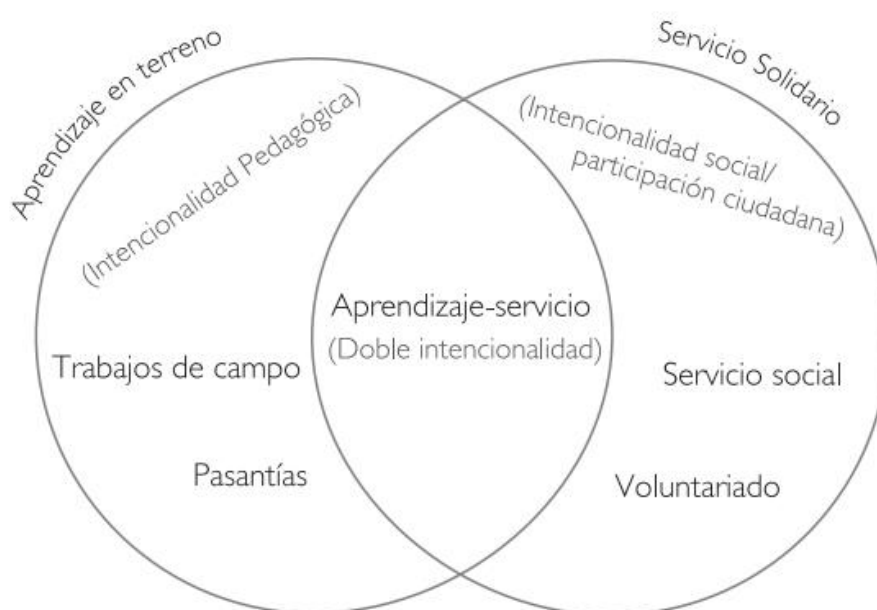 Aprendizaje en terreno
(Intencionalidad Pedagógica)
Servicio Solidario
(Intencionalidad social/
participación ciudadana)
Aprendizaje-servicio
(Doble intencionalidad)
Trabajos de campo
Pasantías
Servicio social
Voluntariado